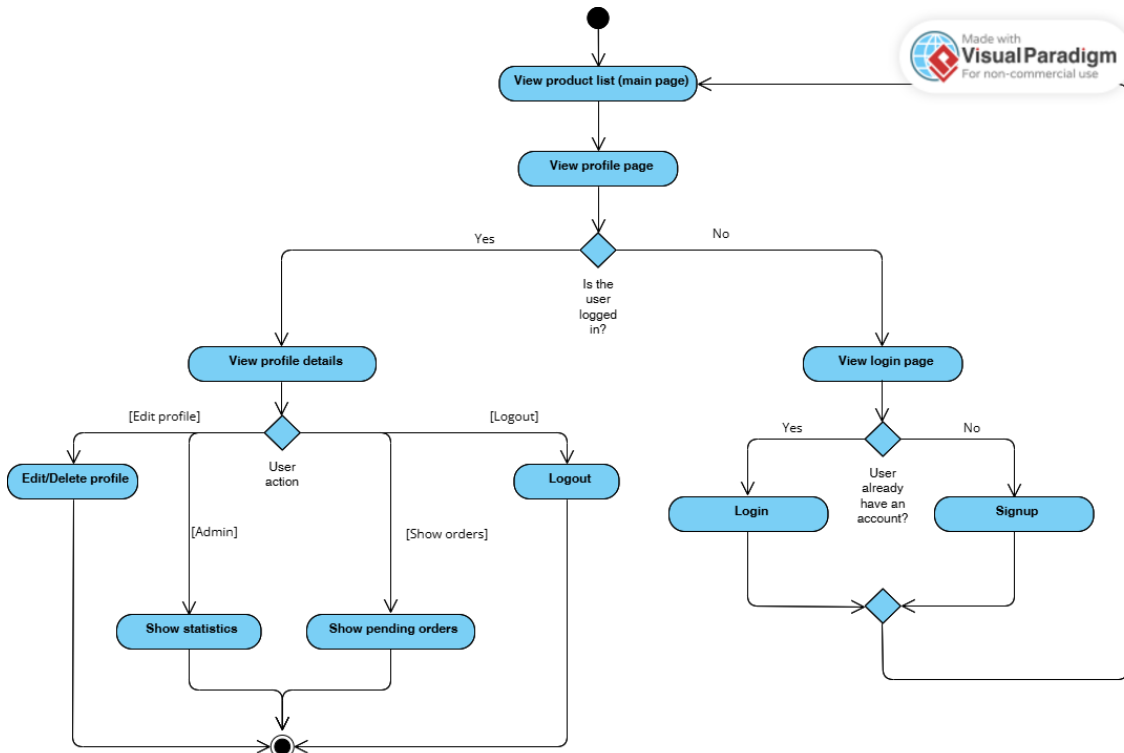 Made with
Visual Paradigm
For non-commercial use
View product list (main page)
View profile page
Yes
No
Is the
user
logged
in?
View profile details
View login page
[Edit profile]
[Logout]
Yes
No
User
action
Edit/Delete profile
Logout
User
already
have an
account?
Login
Signup
[Admin]
[Show orders]
Show statistics
Show pending orders